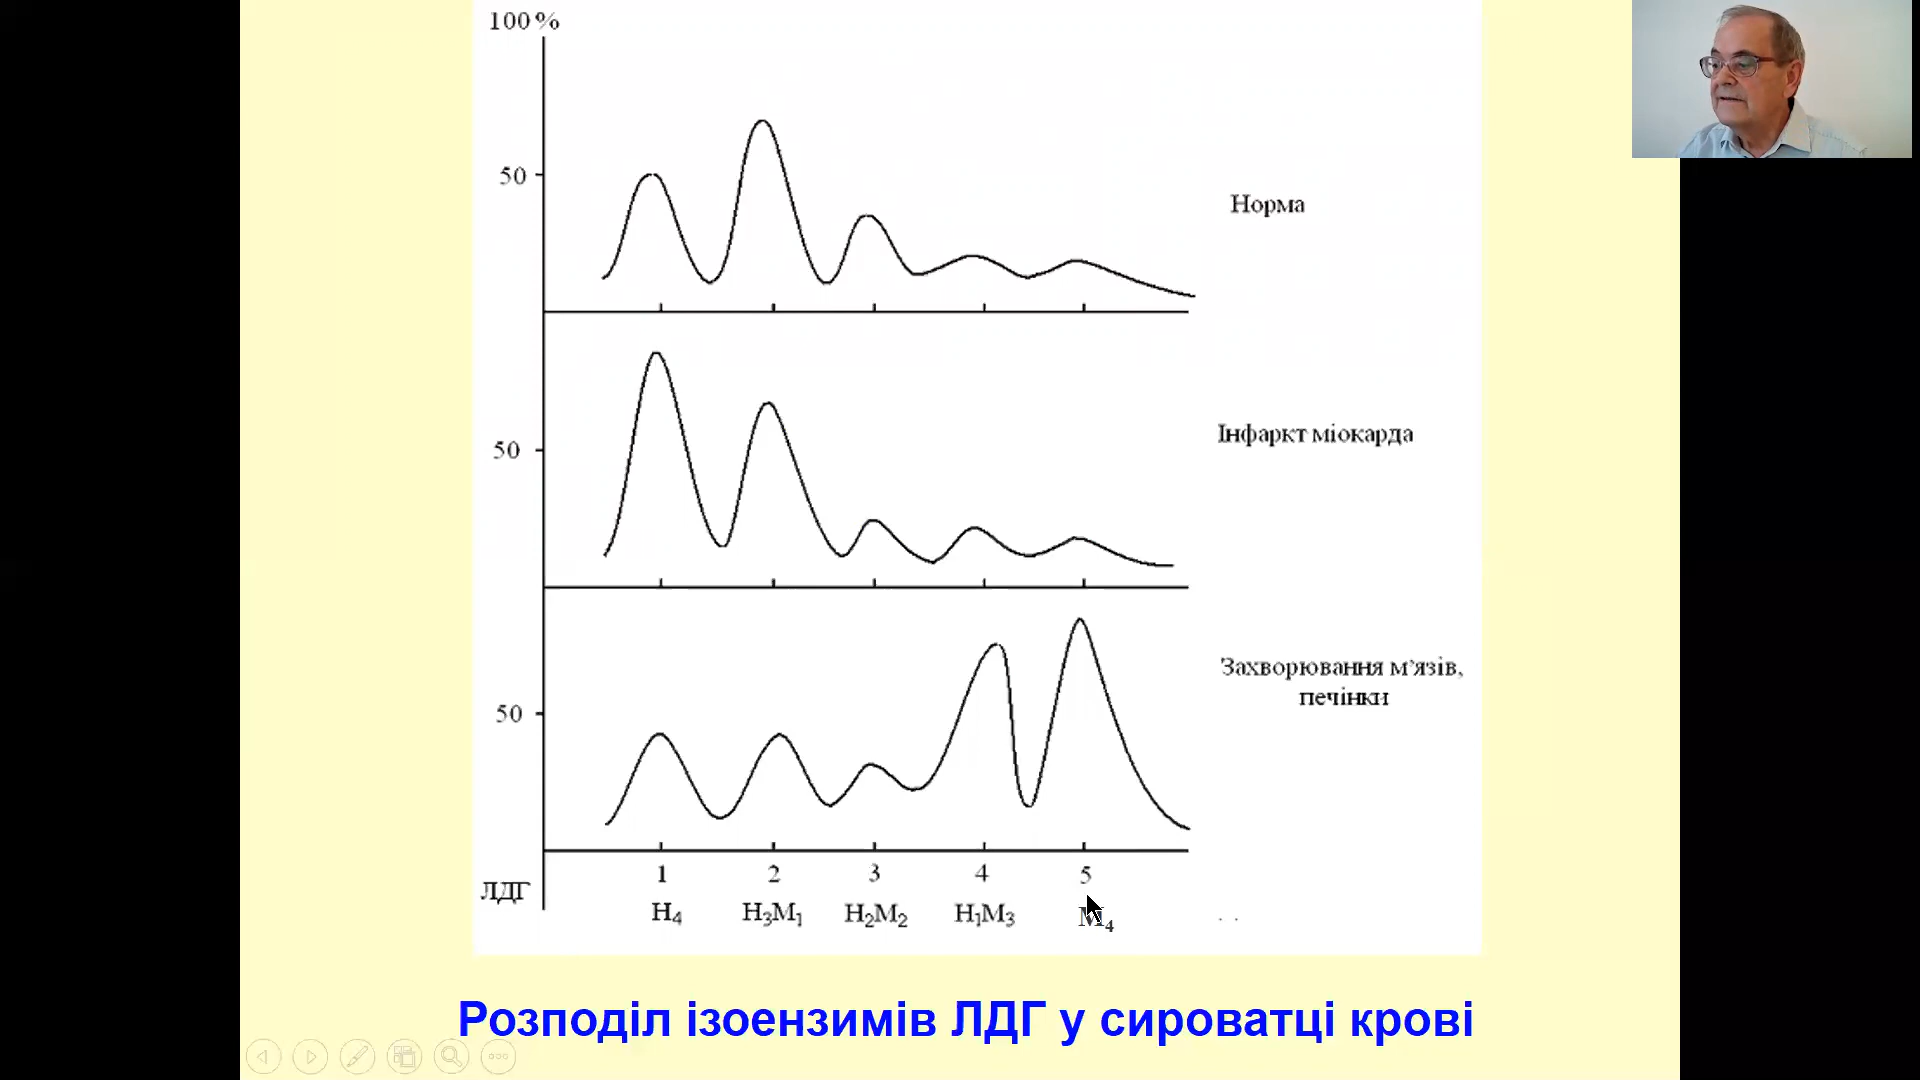 100%
50
Норма
50
Інфаркт міокарда
50
Захворювання м’язів,
печінки
ЛДГ
1 2 3 4 5
H₄ H₃M₁ H₂M₂ H₁M₃ M₄
Розподіл ізоензимів ЛДГ у сироватці крові